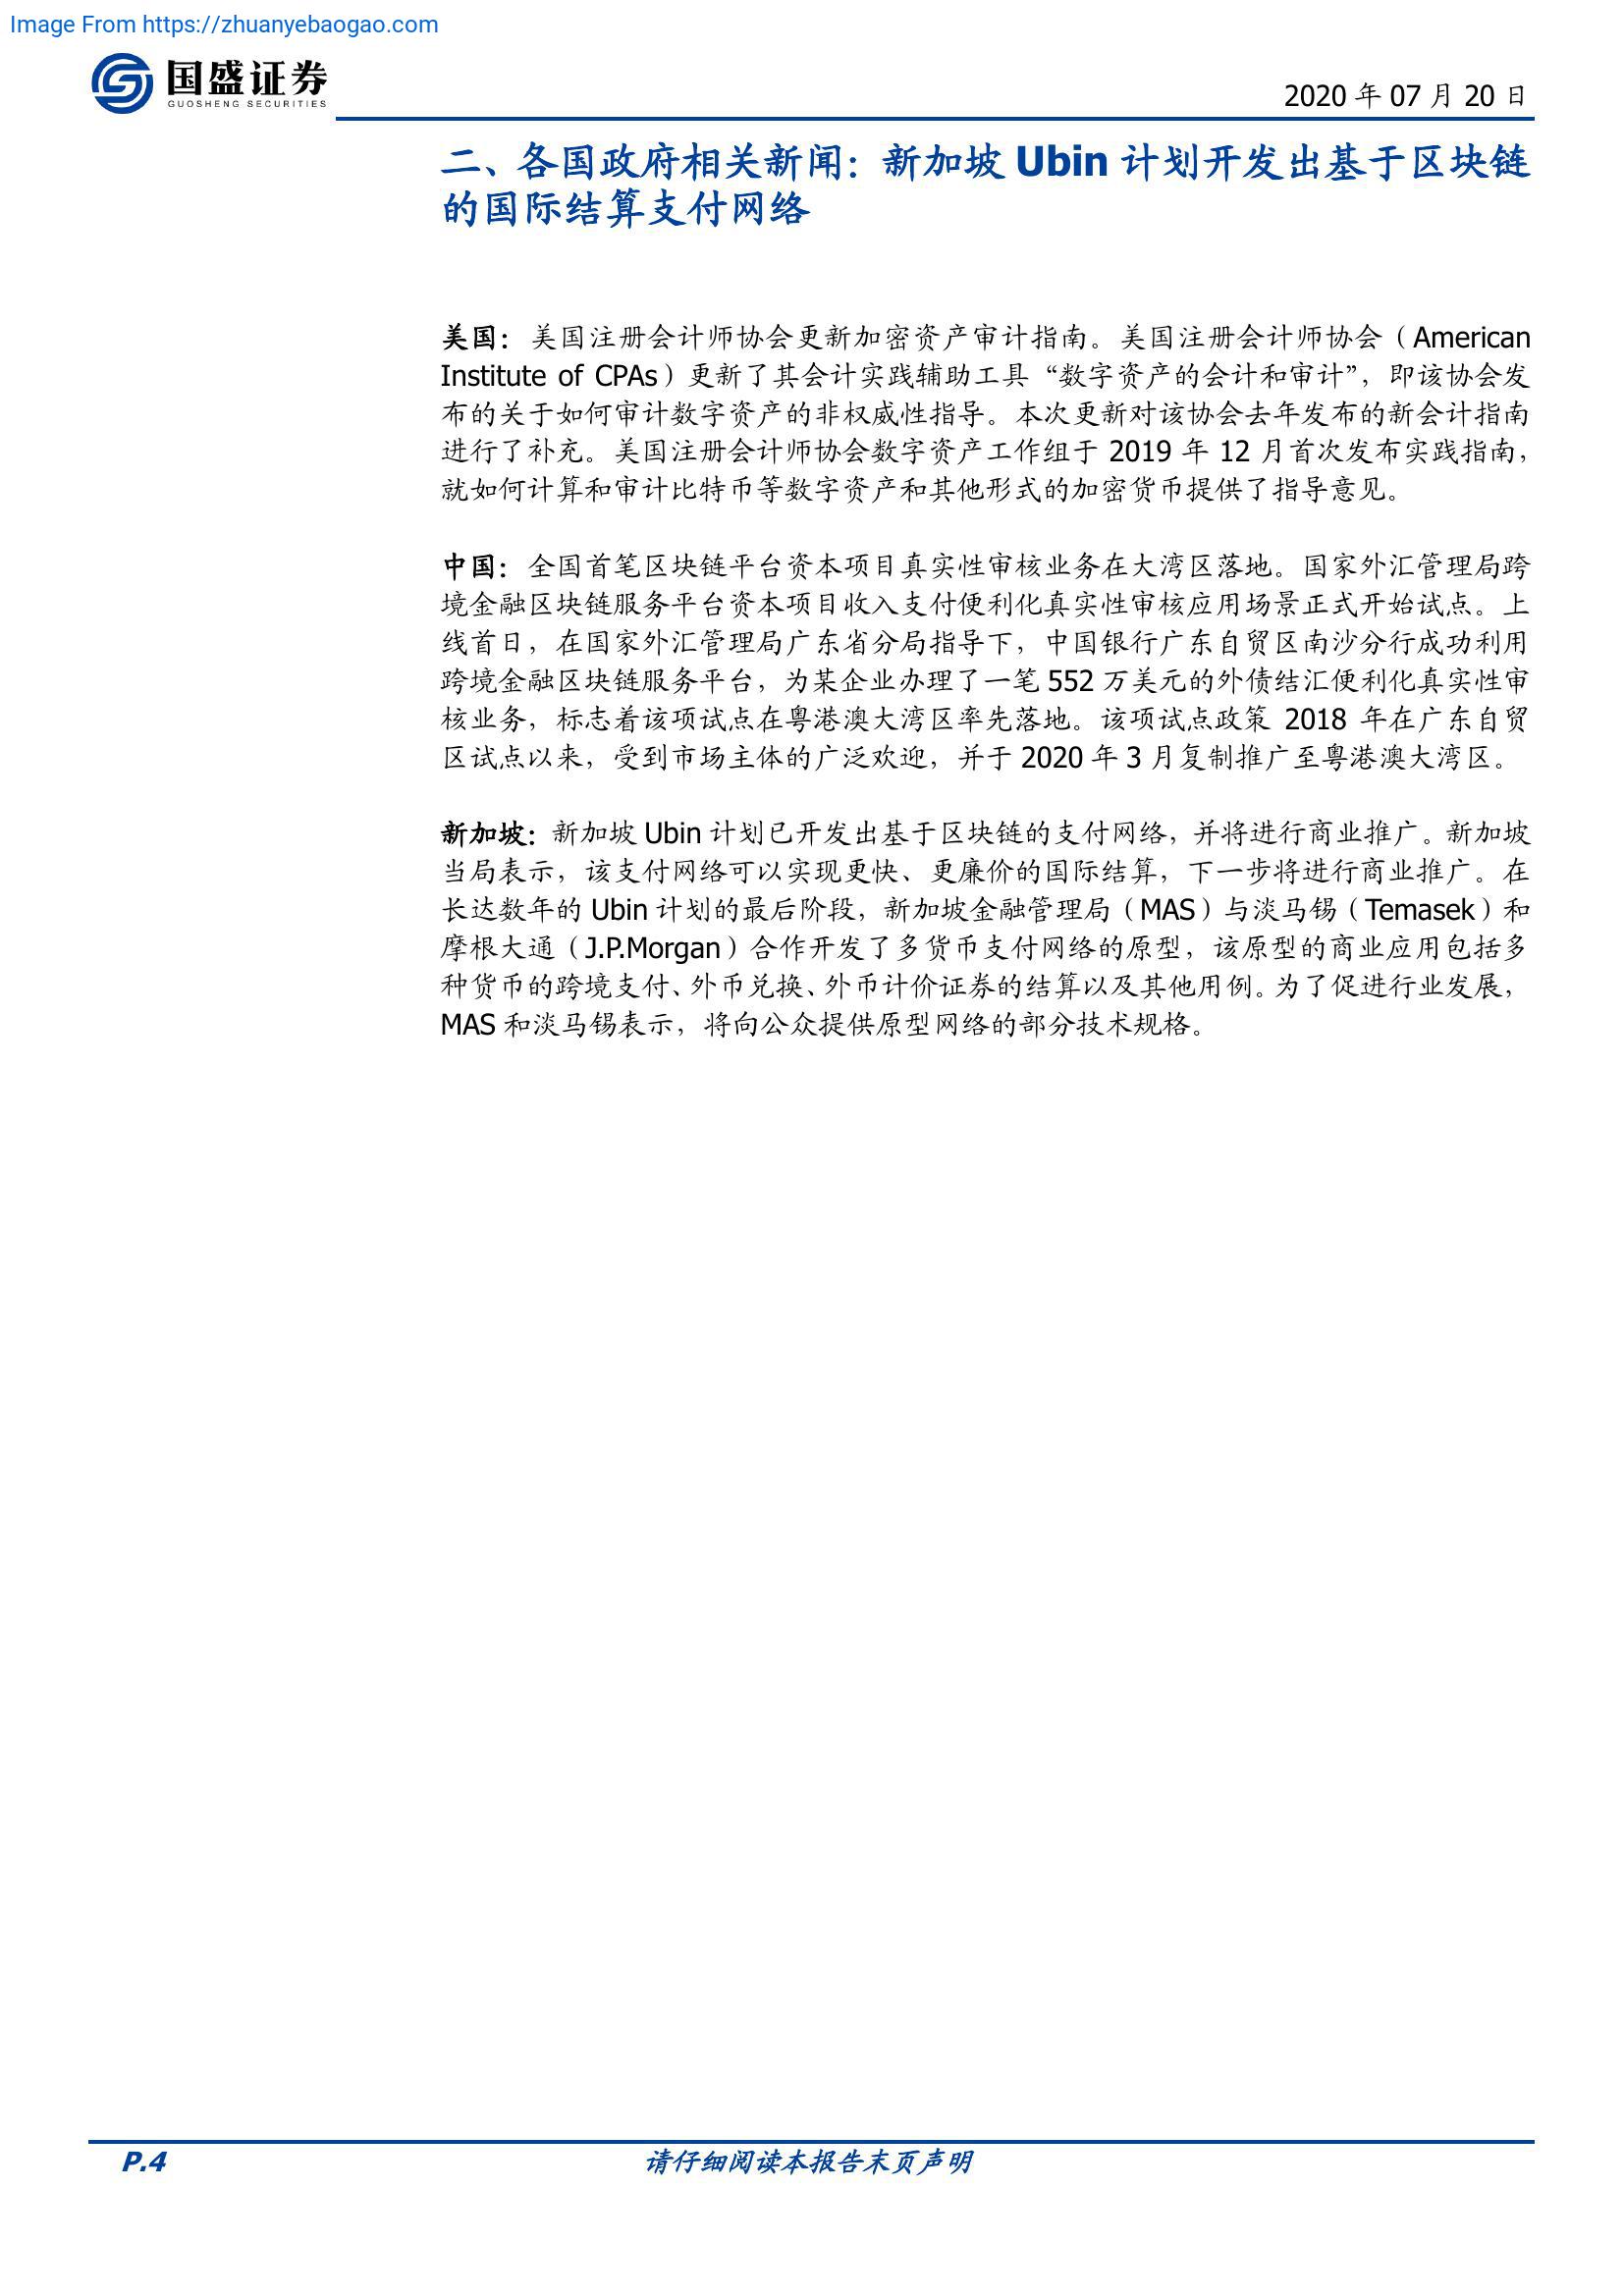 Image From https://zhuanyebaogao.com
国盛证券
GUOSHENG SECURITIES
2020 年 07 月 20 日
二、各国政府相关新闻：新加坡 Ubin 计划开发出基于区块链
的国际结算支付网络
美国：美国注册会计师协会更新加密资产审计指南。美国注册会计师协会（American
Institute of CPAs）更新了其会计实践辅助工具“数字资产的会计和审计”，即该协会发
布的关于如何审计数字资产的非权威性指导。本次更新对该协会去年发布的新会计指南
进行了补充。美国注册会计师协会数字资产工作组于 2019 年 12 月首次发布实践指南，
就如何计算和审计比特币等数字资产和其他形式的加密货币提供了指导意见。
中国：全国首笔区块链平台资本项目真实性审核业务在大湾区落地。国家外汇管理局跨
境金融区块链服务平台资本项目收入支付便利化真实性审核应用场景正式开始试点。上
线首日，在国家外汇管理局广东省分局指导下，中国银行广东自贸区南沙分行成功利用
跨境金融区块链服务平台，为某企业办理了一笔 552 万美元的外债结汇便利化真实性审
核业务，标志着该项试点在粤港澳大湾区率先落地。该项试点政策 2018 年在广东自贸
区试点以来，受到市场主体的广泛欢迎，并于 2020 年 3 月复制推广至粤港澳大湾区。
新加坡：新加坡 Ubin 计划已开发出基于区块链的支付网络，并将进行商业推广。新加坡
当局表示，该支付网络可以实现更快、更廉价的国际结算，下一步将进行商业推广。在
长达数年的 Ubin 计划的最后阶段，新加坡金融管理局（MAS）与淡马锡（Temasek）和
摩根大通（J.P.Morgan）合作开发了多货币支付网络的原型，该原型的商业应用包括多
种货币的跨境支付、外币兑换、外币计价证券的结算以及其他用例。为了促进行业发展，
MAS 和淡马锡表示，将向公众提供原型网络的部分技术规格。
P.4
请仔细阅读本报告末页声明